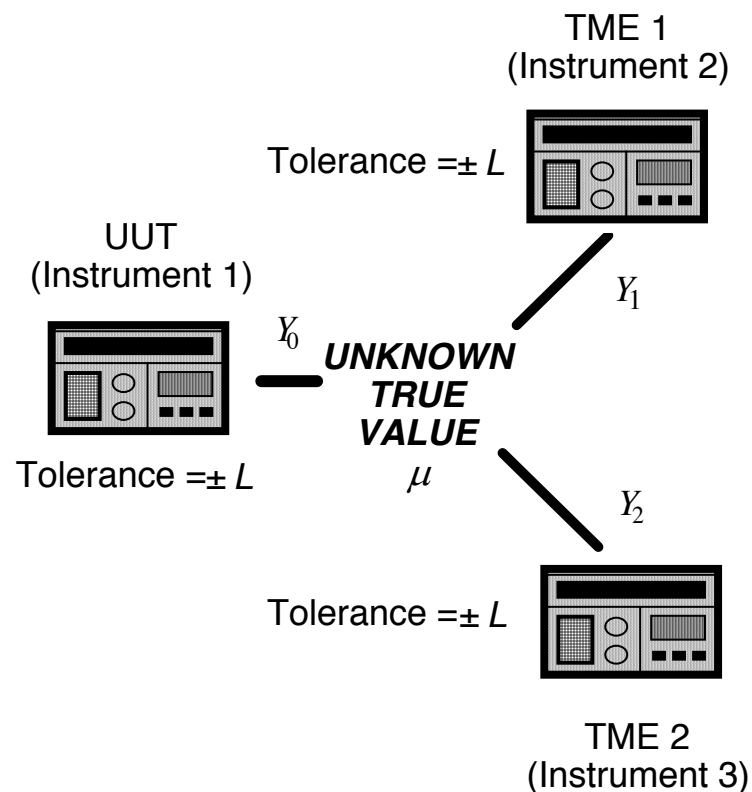 TME 1
(Instrument 2)
Tolerance =± L
Y₁
UUT
(Instrument 1)
Y₀
Tolerance =± L
UNKNOWN
TRUE
VALUE
μ
Y₂
Tolerance =± L
TME 2
(Instrument 3)